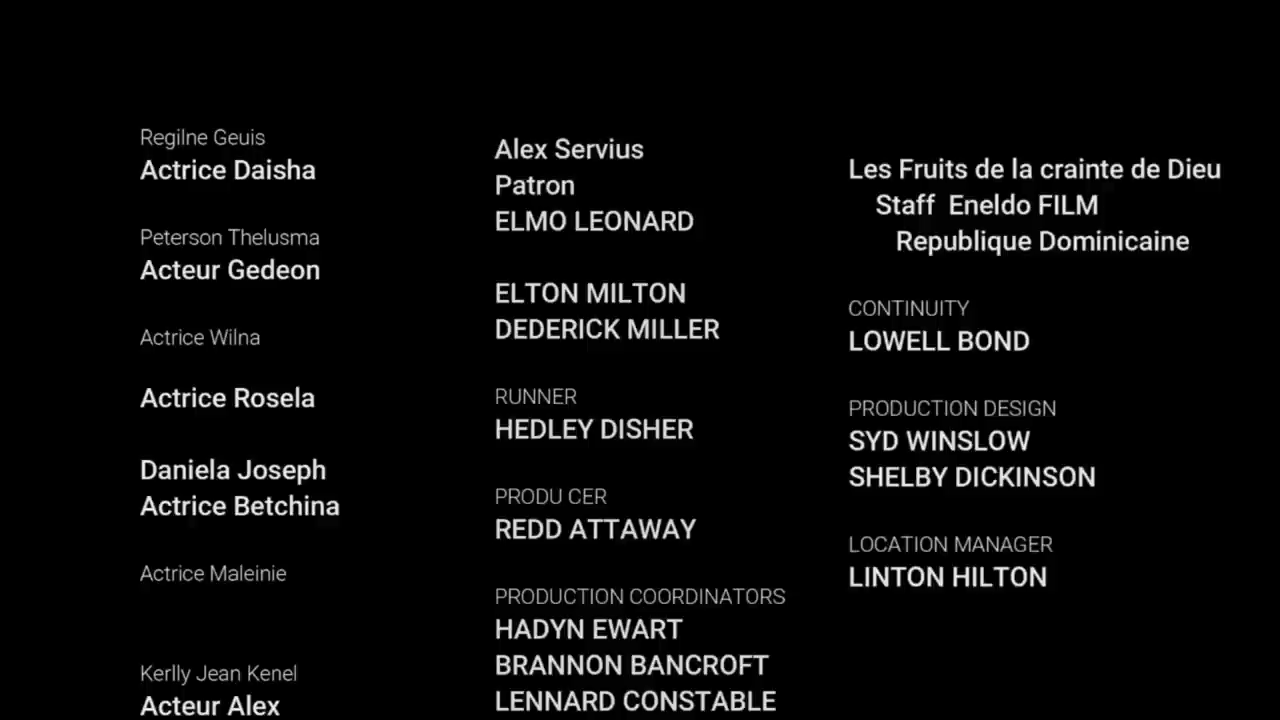 Regilne Geuis
Actrice Daisha
Peterson Thelusma
Acteur Gedeon
Actrice Wilna
Actrice Rosela
Daniela Joseph
Actrice Betchina
Actrice Maleinie
Kerlly Jean Kenel
Acteur Alex
Alex Servius
Patron
ELMO LEONARD
ELTON MILTON
DEDERICK MILLER
RUNNER
HEDLEY DISHER
PRODU CER
REDD ATTAWAY
PRODUCTION COORDINATORS
HADYN EWART
BRANNON BANCROFT
LENNARD CONSTABLE
Les Fruits de la crainte de Dieu
Staff Eneldo FILM
Republique Dominicaine
CONTINUITY
LOWELL BOND
PRODUCTION DESIGN
SYD WINSLOW
SHELBY DICKINSON
LOCATION MANAGER
LINTON HILTON